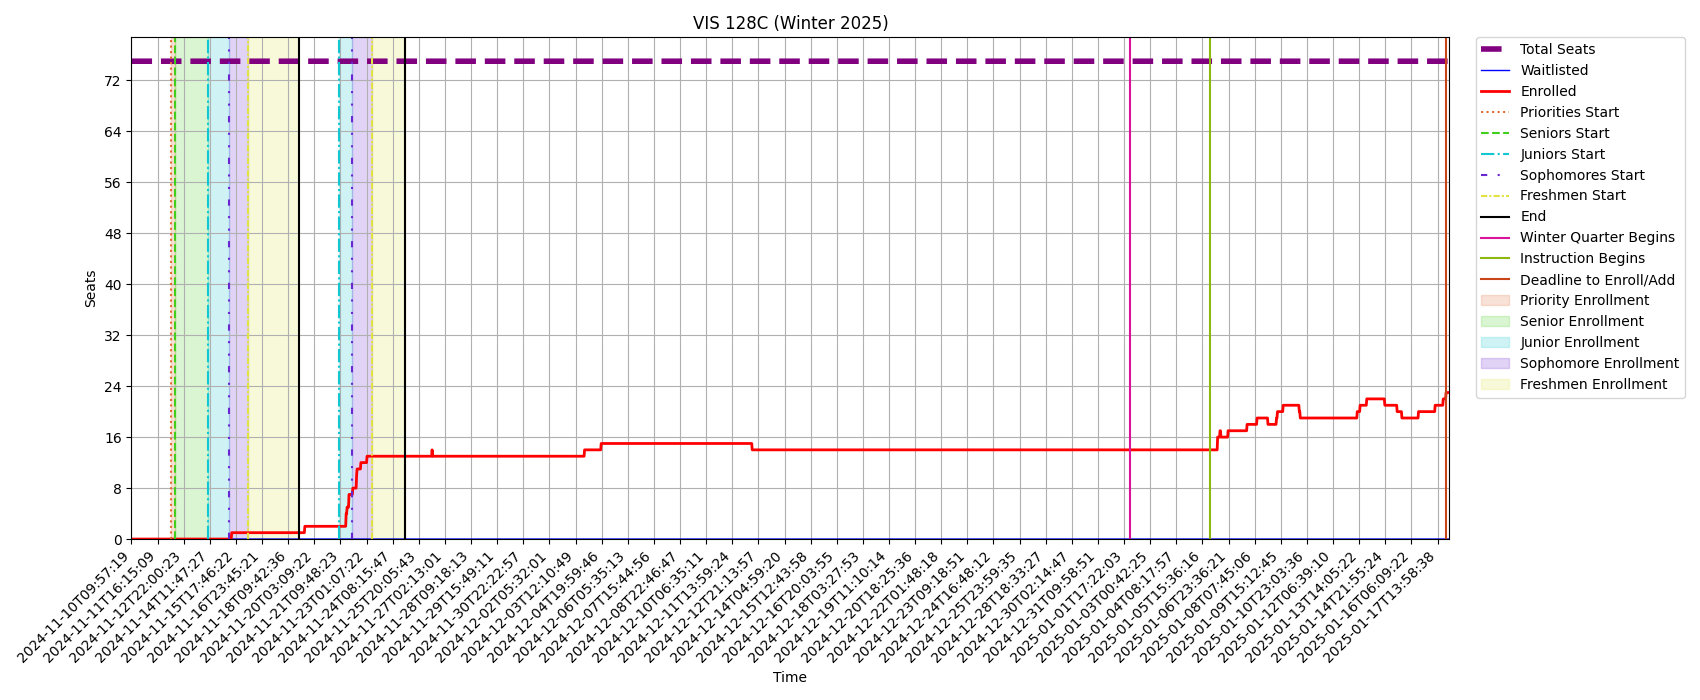 VIS 128C (Winter 2025)
Seats
72
64
56
48
40
32
24
16
8
0
2024-11-10T09:57:19
2024-11-11T16:15:09
2024-11-12T22:00:23
2024-11-14T11:47:27
2024-11-15T17:46:22
2024-11-16T23:45:21
2024-11-18T09:42:36
2024-11-20T03:09:22
2024-11-21T09:48:23
2024-11-23T01:07:22
2024-11-24T08:15:47
2024-11-25T20:05:43
2024-11-27T02:13:01
2024-11-28T09:18:13
2024-11-29T15:49:11
2024-11-30T22:22:57
2024-12-02T05:32:01
2024-12-03T12:10:49
2024-12-04T19:59:46
2024-12-06T05:35:13
2024-12-07T15:44:56
2024-12-08T22:46:47
2024-12-10T06:35:11
2024-12-11T13:59:24
2024-12-12T21:13:57
2024-12-14T04:59:20
2024-12-15T12:43:58
2024-12-16T20:03:55
2024-12-18T03:27:53
2024-12-19T11:10:14
2024-12-20T18:25:36
2024-12-22T01:48:18
2024-12-23T09:18:51
2024-12-24T16:48:12
2024-12-25T23:59:35
2024-12-28T18:33:27
2024-12-30T02:14:47
2024-12-31T09:58:51
2025-01-01T17:22:03
2025-01-03T00:42:25
2025-01-04T08:17:57
2025-01-05T15:36:16
2025-01-06T23:36:21
2025-01-08T07:45:06
2025-01-09T15:12:45
2025-01-10T23:03:36
2025-01-12T06:39:10
2025-01-13T14:05:22
2025-01-14T21:55:24
2025-01-16T06:09:22
2025-01-17T13:58:38
Time
Total Seats
Waitlisted
Enrolled
Priorities Start
Seniors Start
Juniors Start
Sophomores Start
Freshmen Start
End
Winter Quarter Begins
Instruction Begins
Deadline to Enroll/Add
Priority Enrollment
Senior Enrollment
Junior Enrollment
Sophomore Enrollment
Freshmen Enrollment